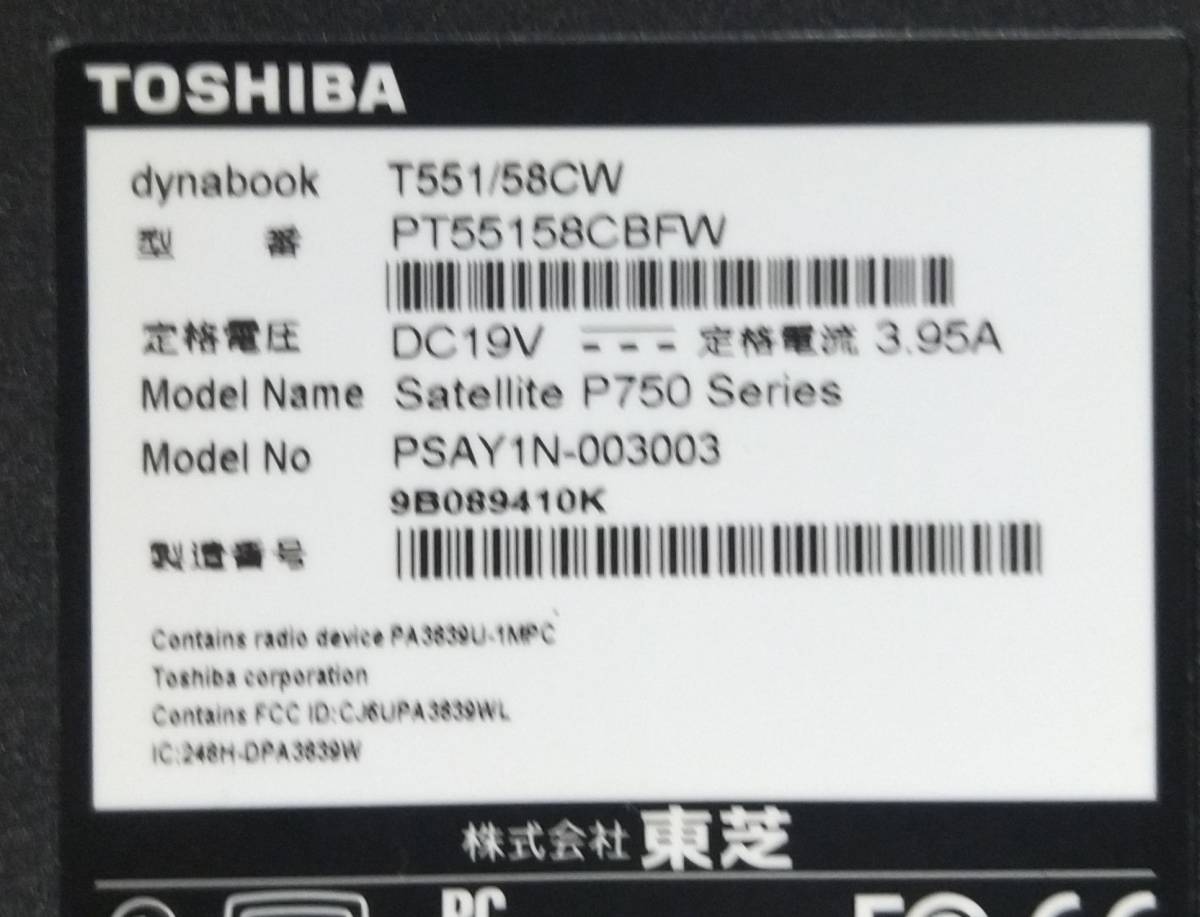 TOSHIBA
dynabook T551/58CW
型 番 PT55158CBFW
定格電圧 DC19V 定格電流 3.95A
Model Name Satellite P750 Series
Model No PSAY1N-003003
9B089410K
製造番号
Contains radio device PA3839U-1MPC
Toshiba corporation
Contains FCC ID:CJ6UPA3839WL
IC:248H-DPA3839W
株式会社 東芝
PC